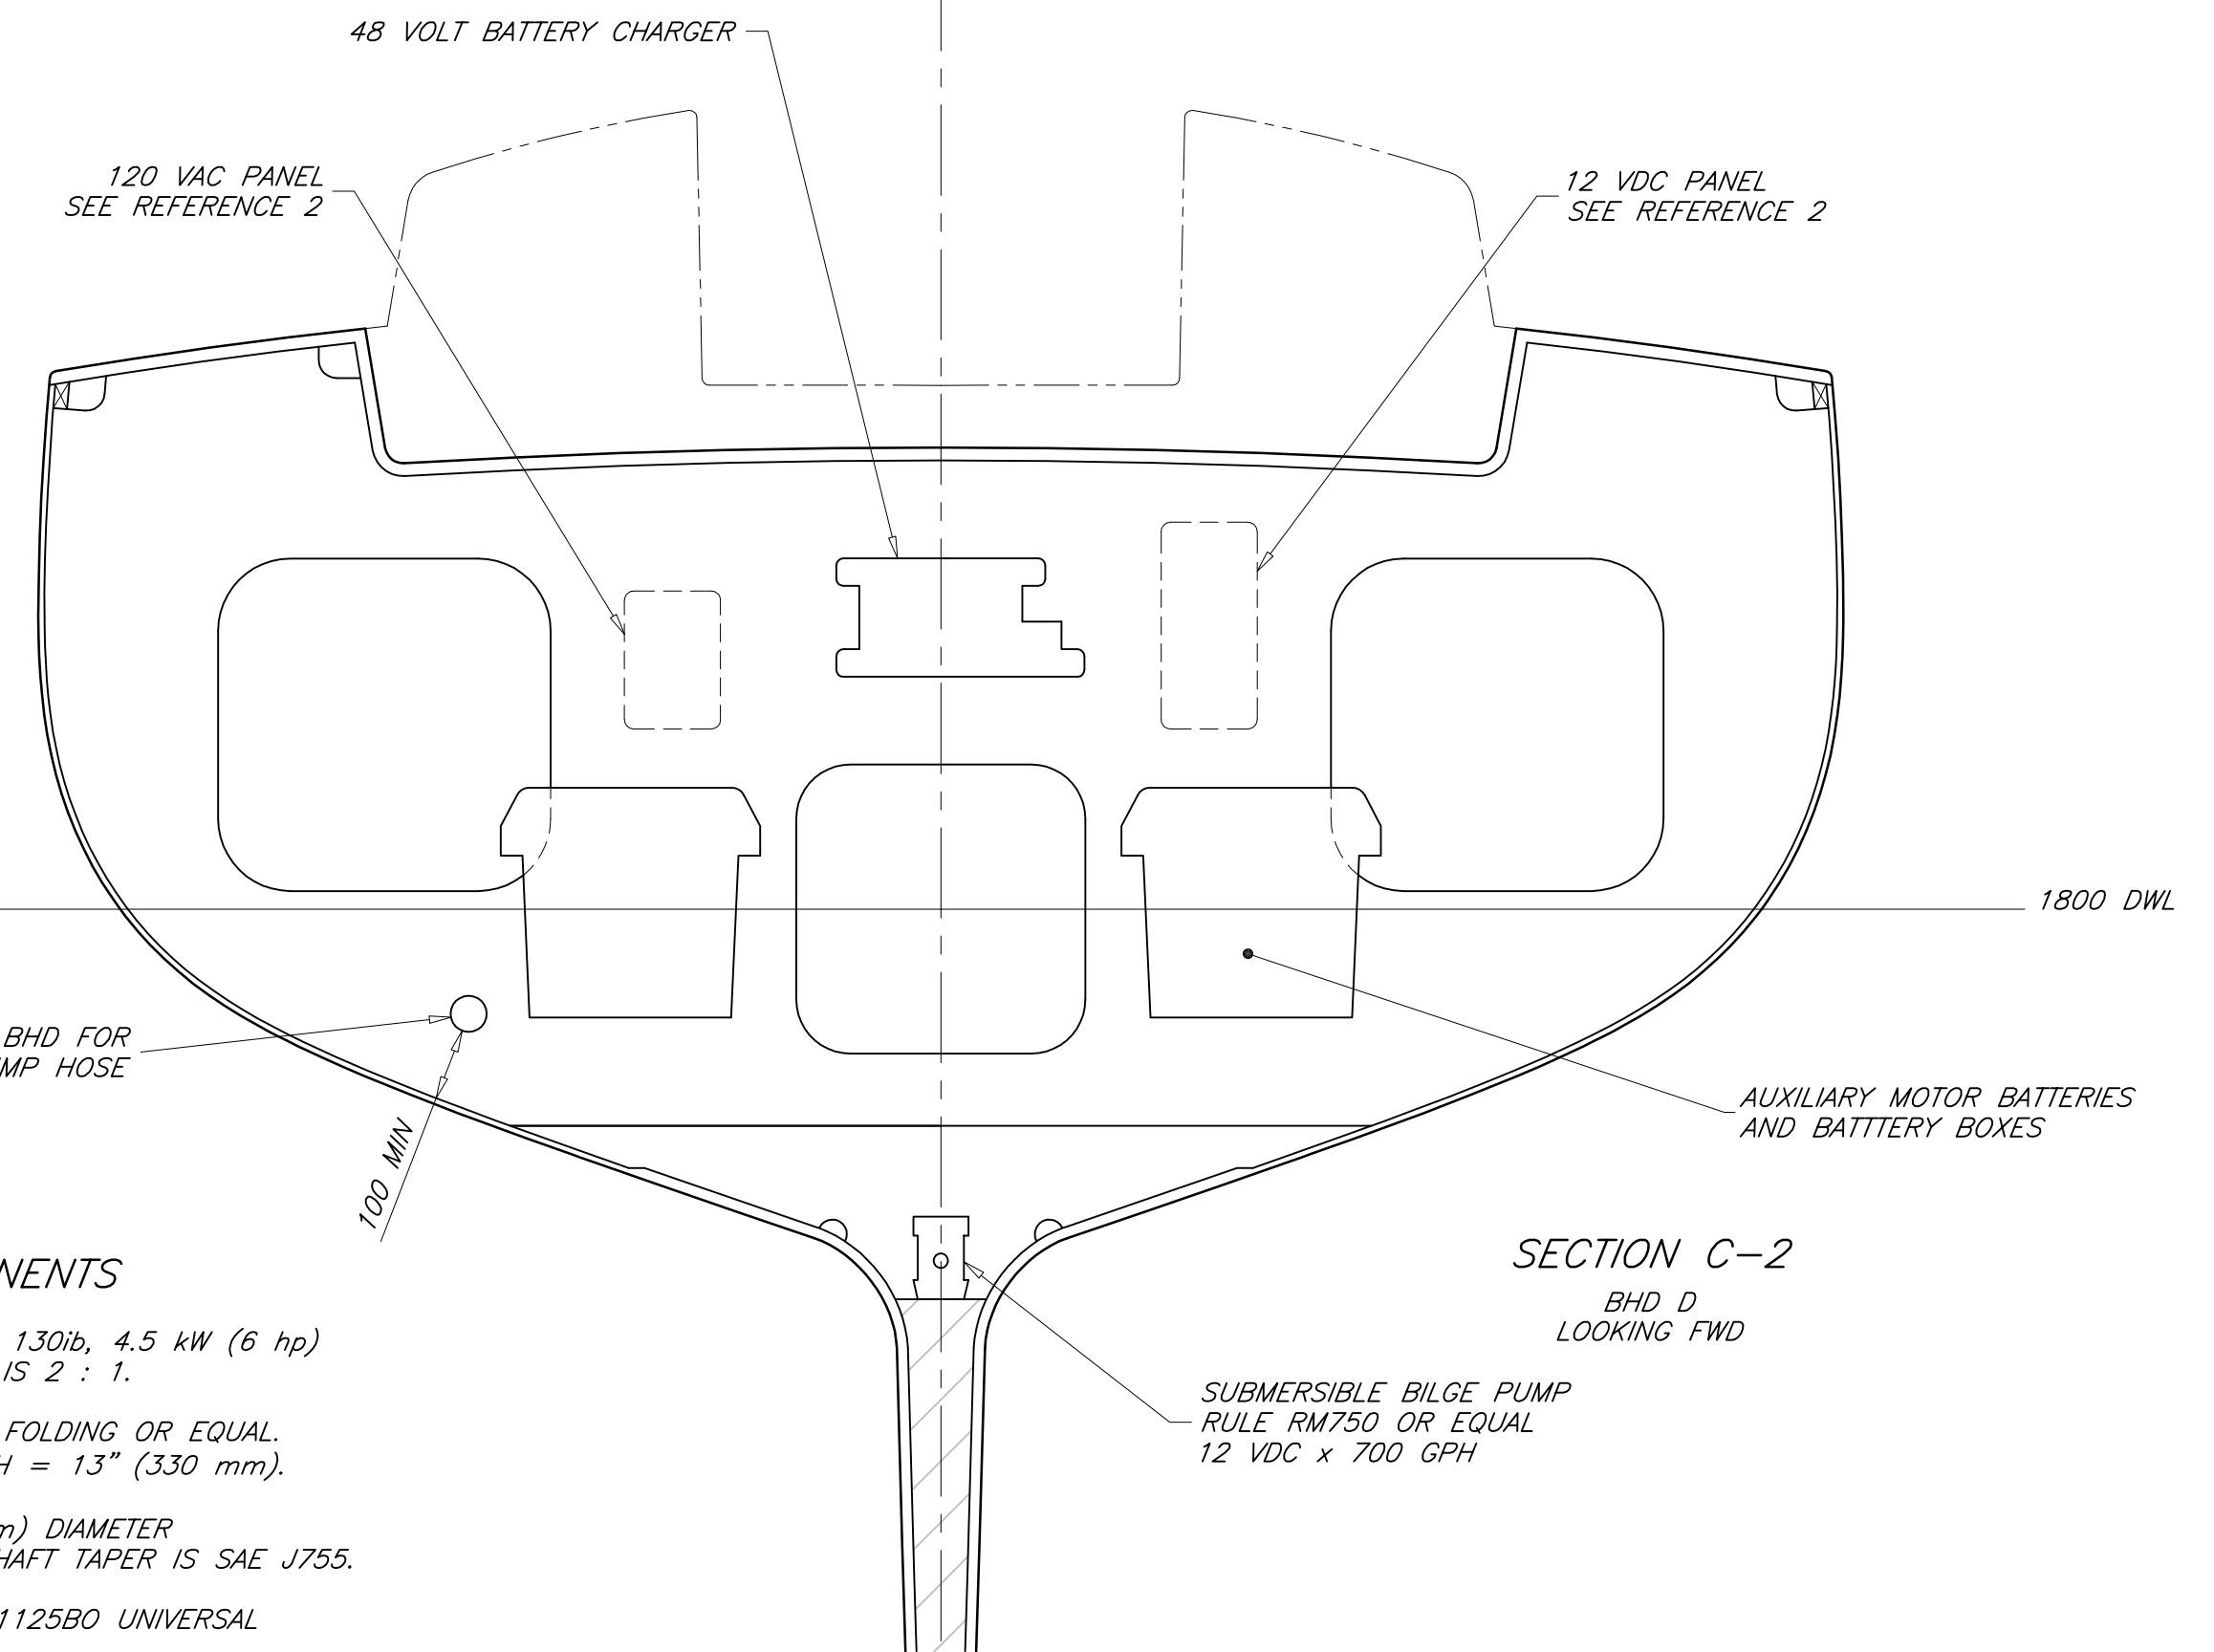 48 VOLT BATTERY CHARGER
120 VAC PANEL
SEE REFERENCE 2
12 VDC PANEL
SEE REFERENCE 2
1800 DWL
BHD FOR
HOSE
100 MIN
AUXILIARY MOTOR BATTERIES
AND BATTTERY BOXES
SECTION C-2
BHD D
LOOKING FWD
130ib, 4.5 kW (6 hp)
IS 2 : 1.
FOLDING OR EQUAL.
= 13" (330 mm).
DIAMETER
TAPER IS SAE J755.
1125BO UNIVERSAL
SUBMERSIBLE BILGE PUMP
RULE RM750 OR EQUAL
12 VDC x 700 GPH